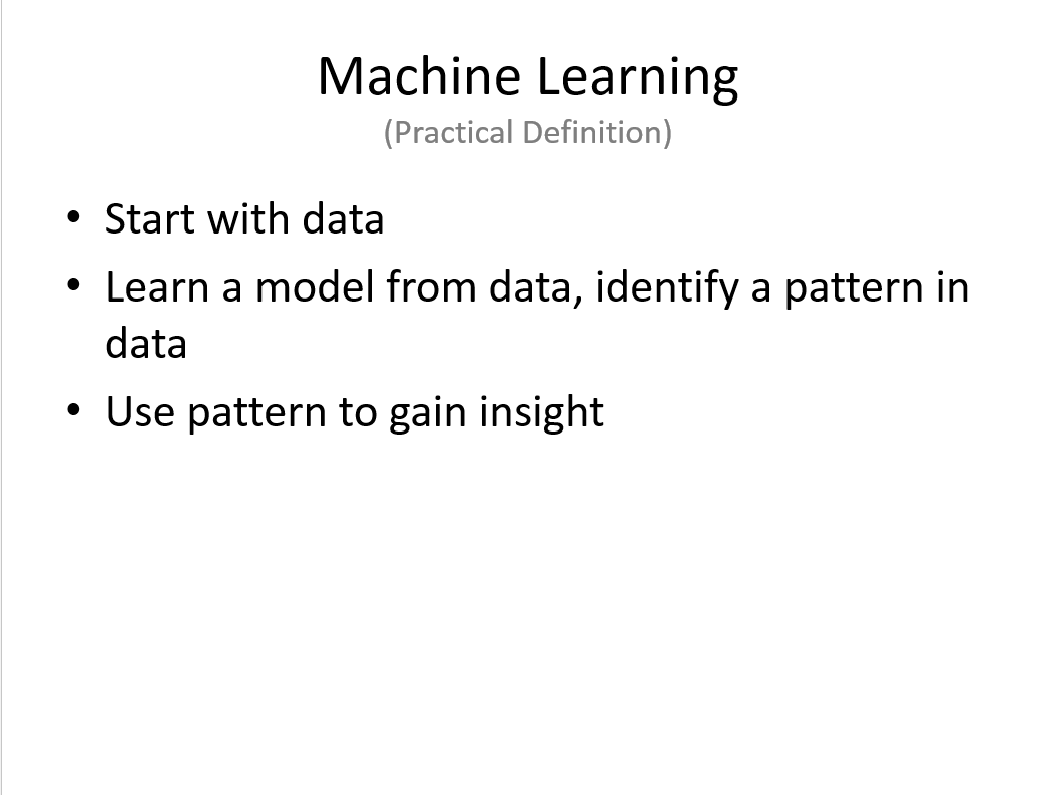 Machine Learning
(Practical Definition)
• Start with data
• Learn a model from data, identify a pattern in
data
• Use pattern to gain insight